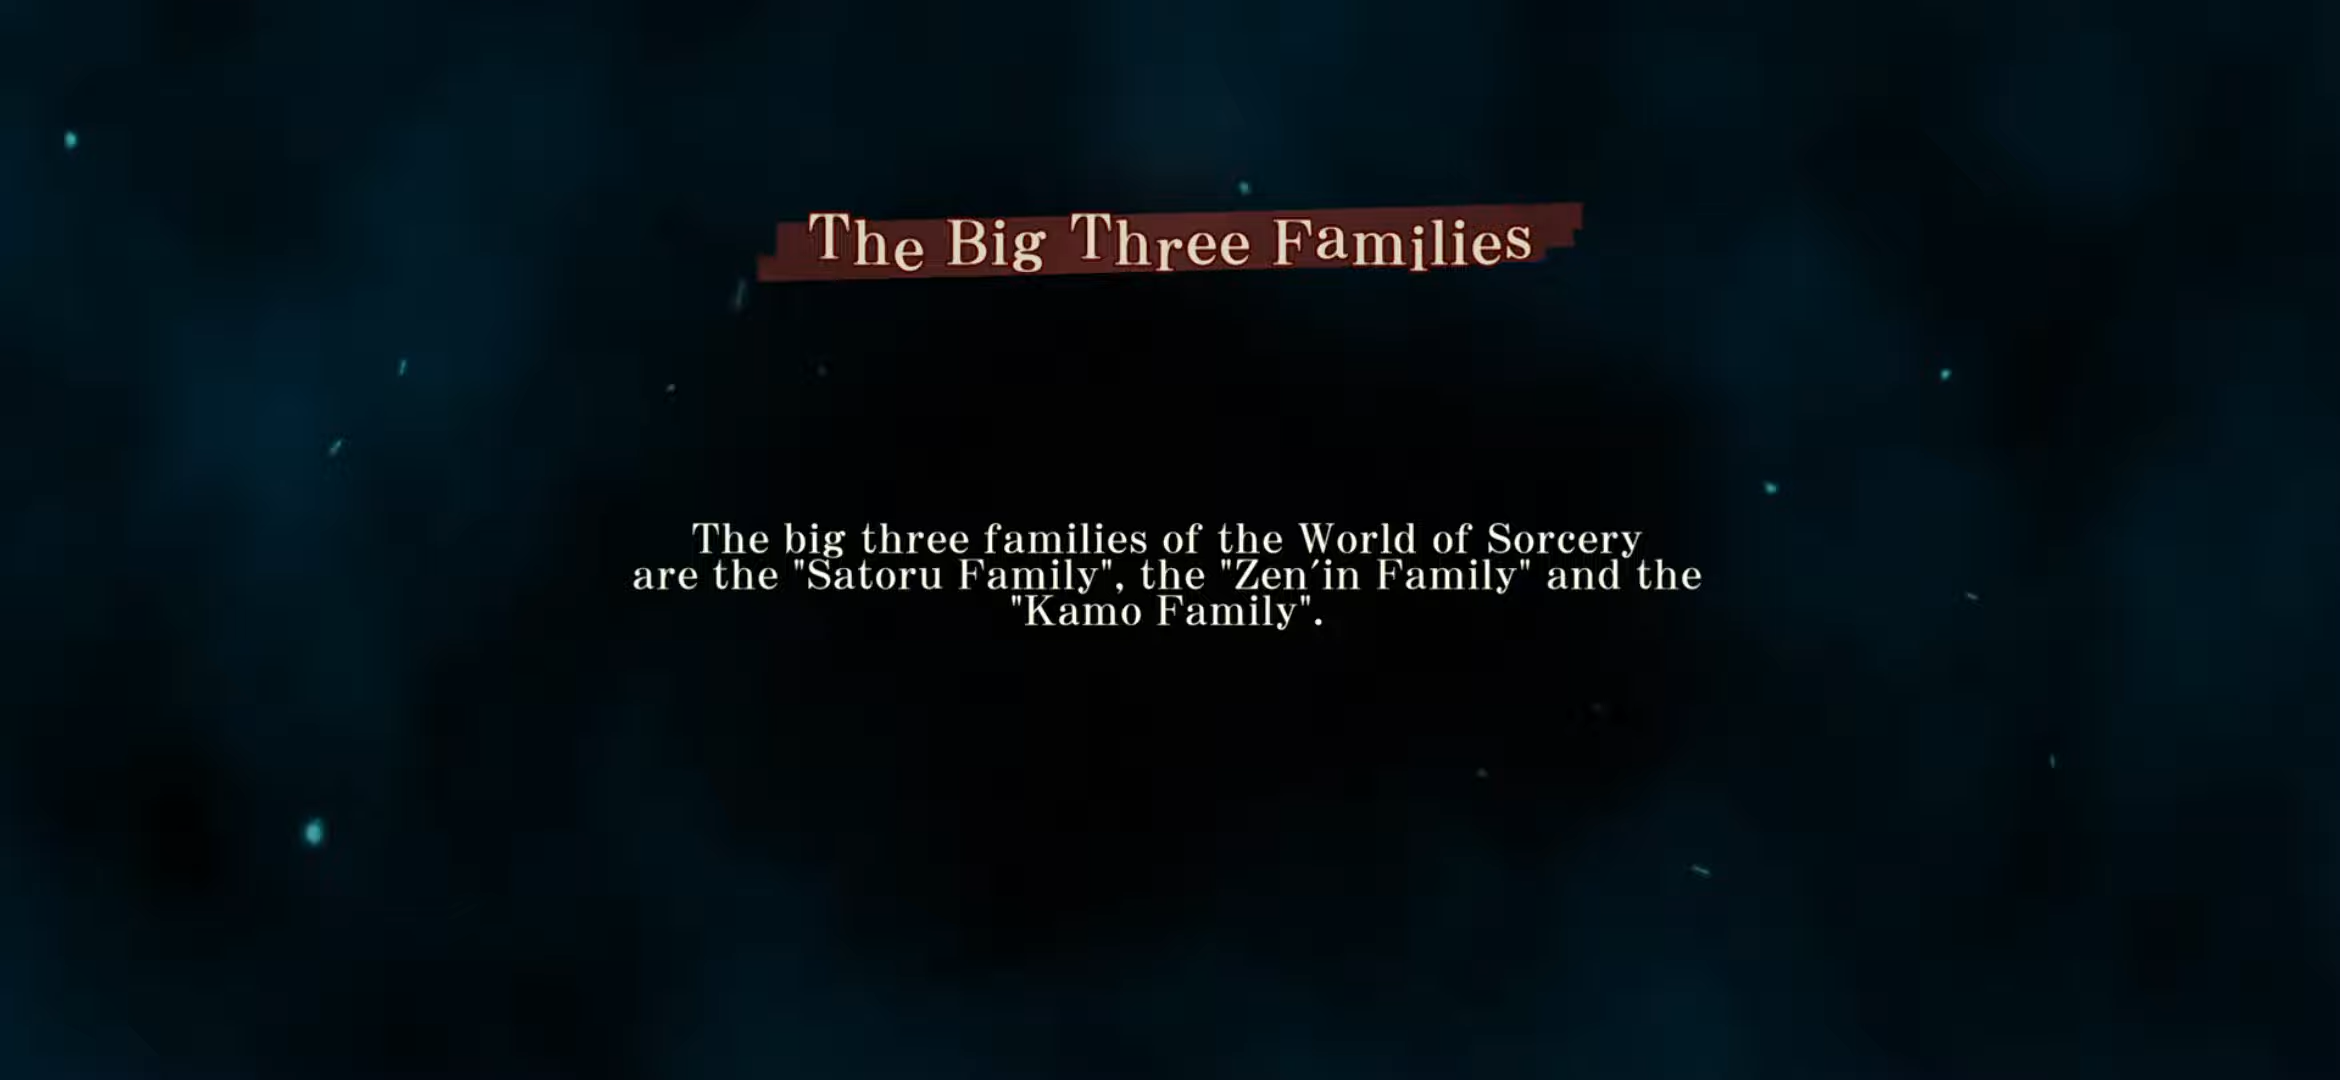 The Big Three Families
The big three families of the World of Sorcery
are the "Satoru Family", the "Zen'in Family" and the
"Kamo Family".